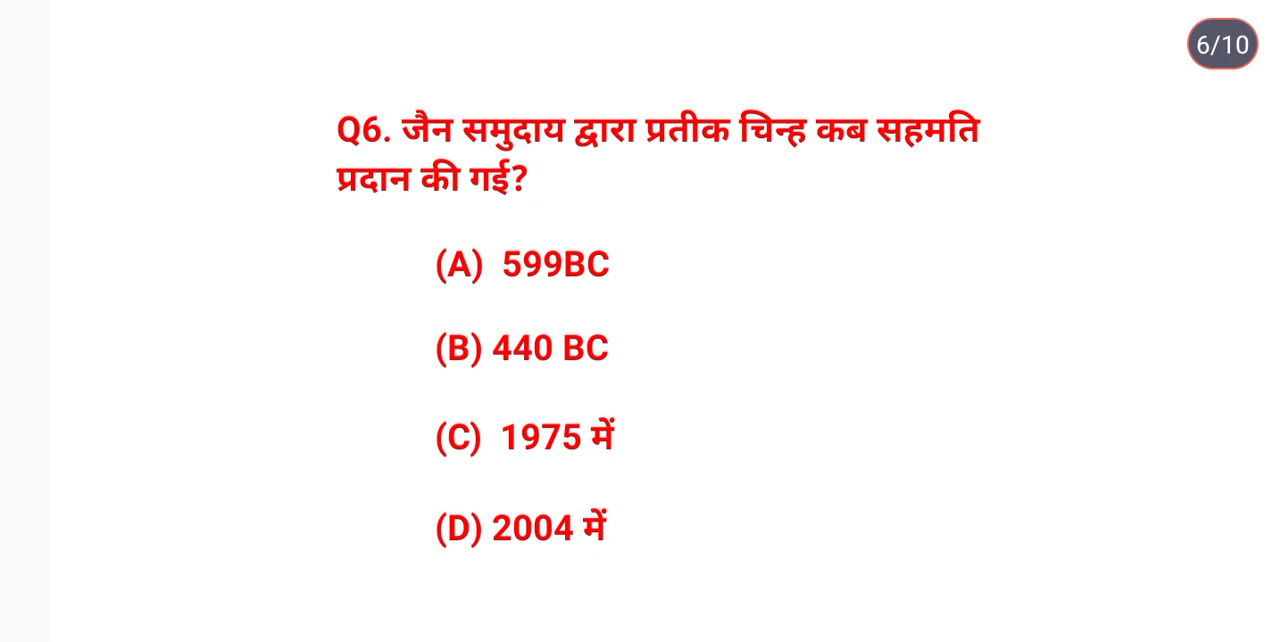 6/10
Q6. जैन समुदाय द्वारा प्रतीक चिन्ह कब सहमति
प्रदान की गई?
(A) 599BC
(B) 440 BC
(C) 1975 में
(D) 2004 में